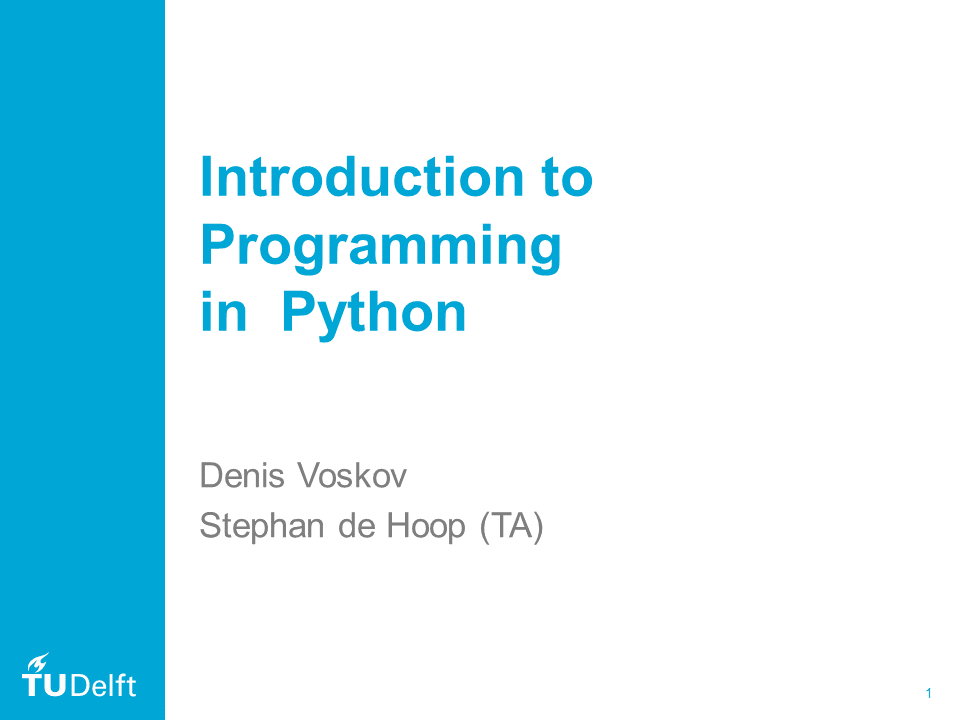 Introduction to
Programming
in  Python
Denis Voskov
Stephan de Hoop (TA)
TUDelft
1